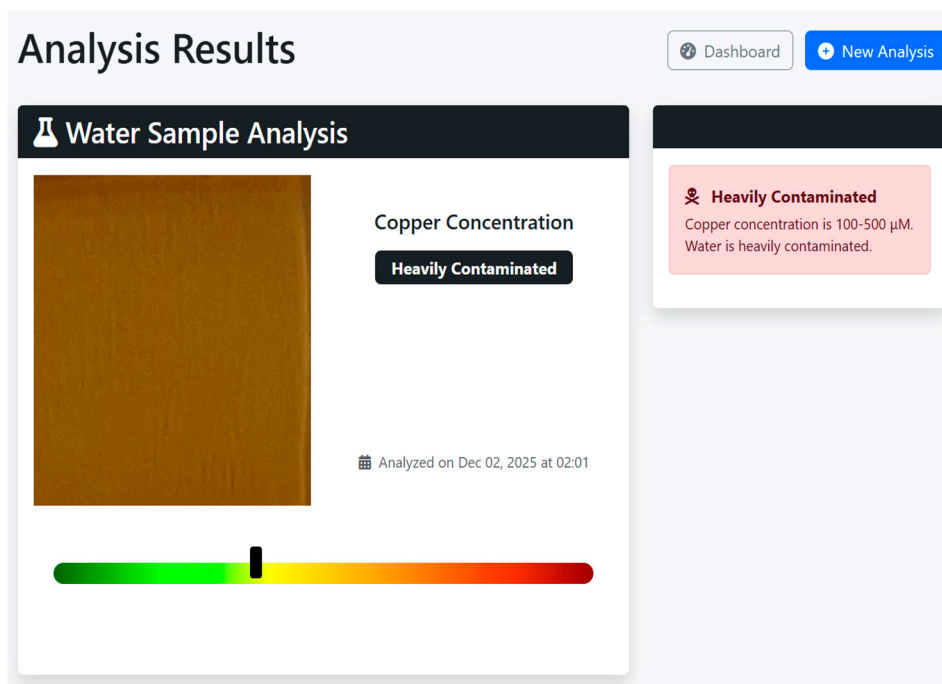 Analysis Results
Dashboard
New Analysis
Water Sample Analysis
Copper Concentration
Heavily Contaminated
Analyzed on Dec 02, 2025 at 02:01
Heavily Contaminated
Copper concentration is 100-500 µM.
Water is heavily contaminated.